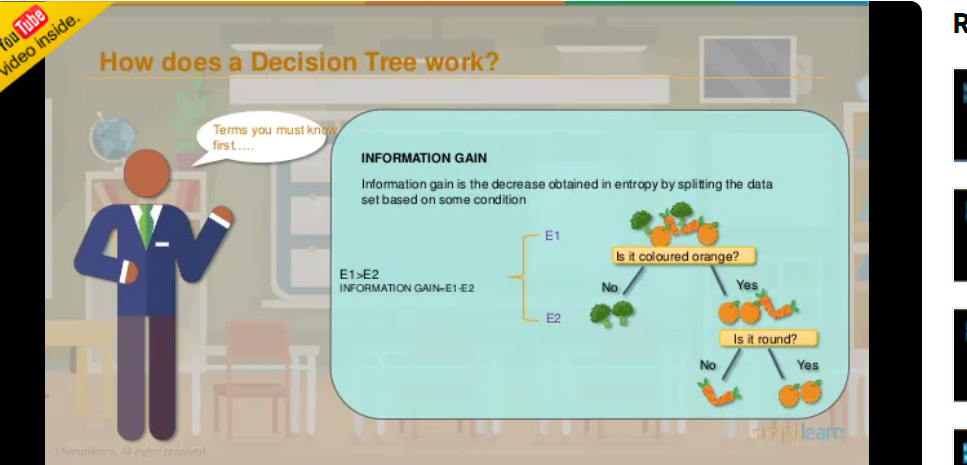 You Tube
video inside.
How does a Decision Tree work?
Terms you must know
first.....
INFORMATION GAIN
Information gain is the decrease obtained in entropy by splitting the data
set based on some condition
E1
Is it coloured orange?
E1>E2
INFORMATION GAIN=E1-E2
No
Yes
E2
Is it round?
No
Yes
simplilearn
©Simplilearn. All rights reserved.
R